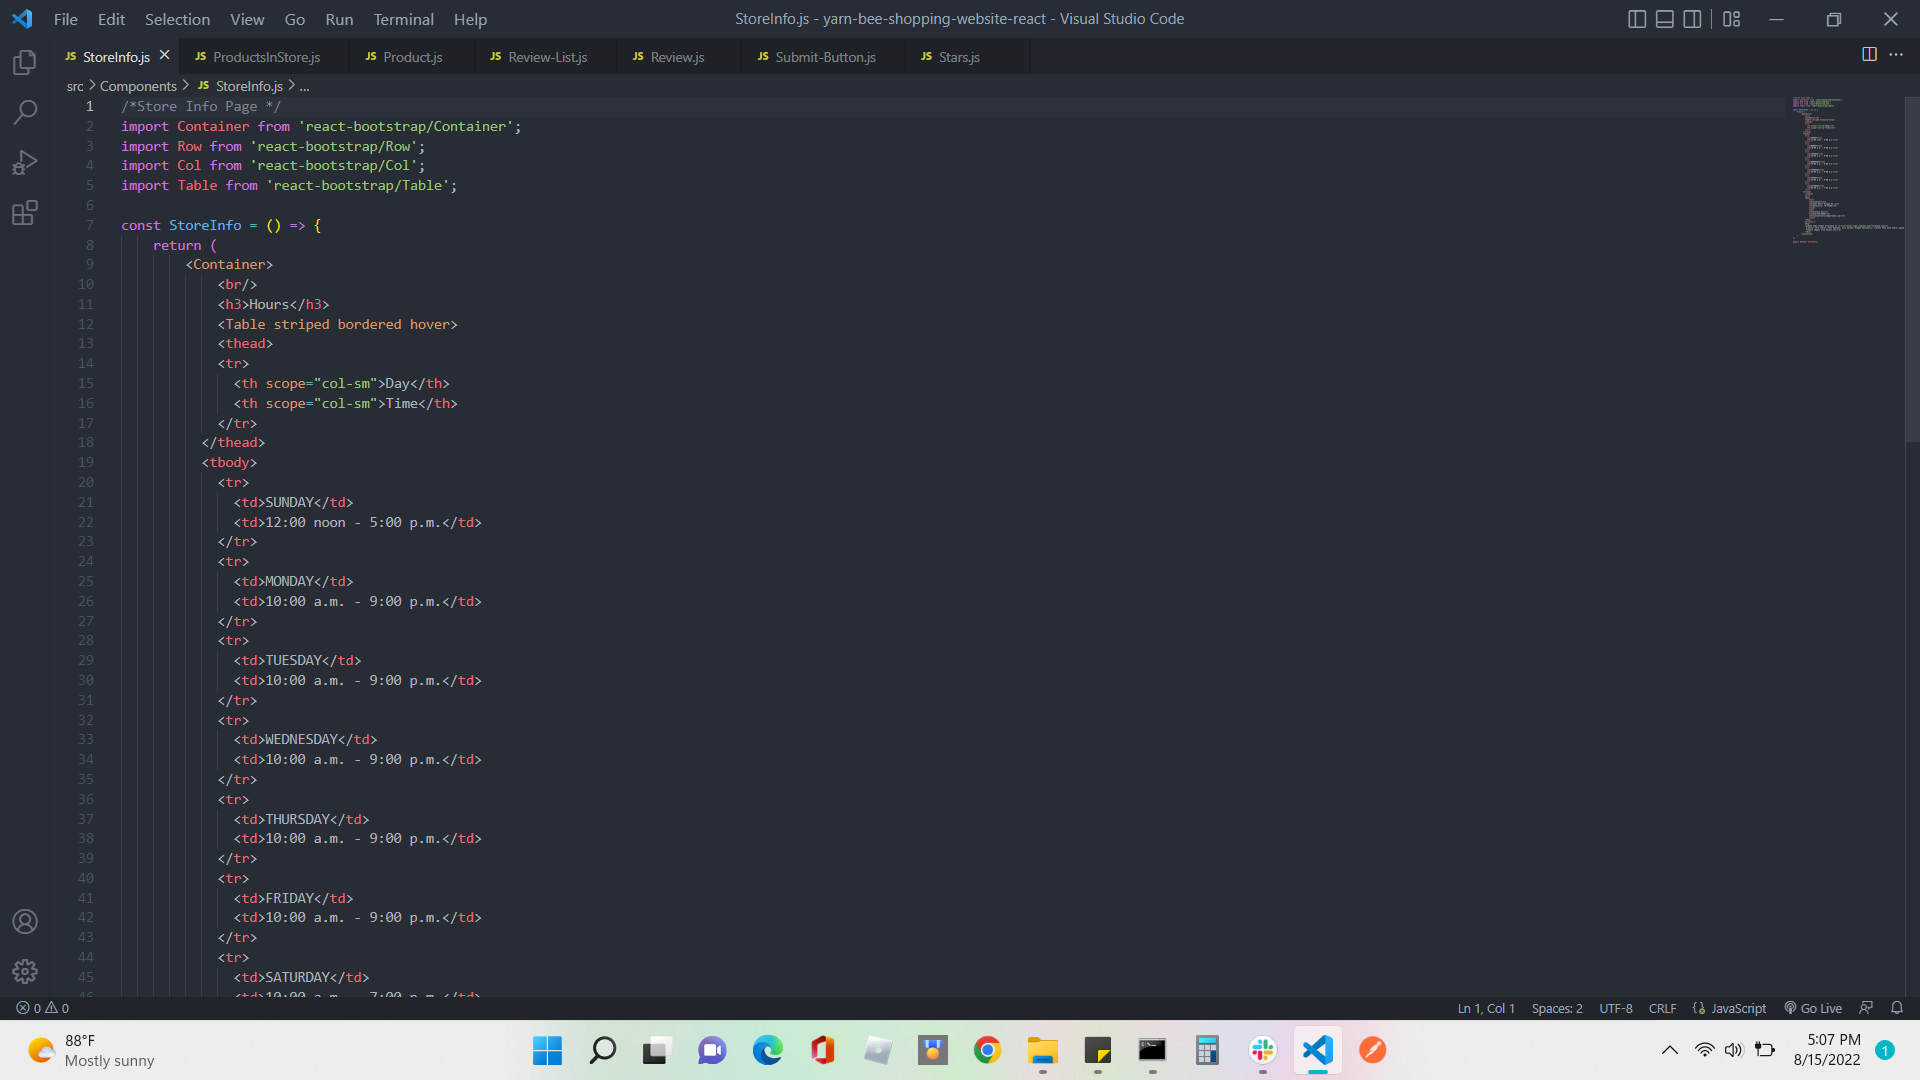 File Edit Selection View Go Run Terminal Help
StoreInfo.js - yarn-bee-shopping-website-react - Visual Studio Code
JS StoreInfo.js JS ProductsInStore.js JS Product.js JS Review-List.js JS Review.js JS Submit-Button.js JS Stars.js
src > Components > JS StoreInfo.js > ...
1 /*Store Info Page */
2 import Container from 'react-bootstrap/Container';
3 import Row from 'react-bootstrap/Row';
4 import Col from 'react-bootstrap/Col';
5 import Table from 'react-bootstrap/Table';
6
7 const StoreInfo = () => {
8 return (
9 <Container>
10 <br/>
11 <h3>Hours</h3>
12 <Table striped bordered hover>
13 <thead>
14 <tr>
15 <th scope="col-sm">Day</th>
16 <th scope="col-sm">Time</th>
17 </tr>
18 </thead>
19 <tbody>
20 <tr>
21 <td>SUNDAY</td>
22 <td>12:00 noon - 5:00 p.m.</td>
23 </tr>
24 <tr>
25 <td>MONDAY</td>
26 <td>10:00 a.m. - 9:00 p.m.</td>
27 </tr>
28 <tr>
29 <td>TUESDAY</td>
30 <td>10:00 a.m. - 9:00 p.m.</td>
31 </tr>
32 <tr>
33 <td>WEDNESDAY</td>
34 <td>10:00 a.m. - 9:00 p.m.</td>
35 </tr>
36 <tr>
37 <td>THURSDAY</td>
38 <td>10:00 a.m. - 9:00 p.m.</td>
39 </tr>
40 <tr>
41 <td>FRIDAY</td>
42 <td>10:00 a.m. - 9:00 p.m.</td>
43 </tr>
44 <tr>
45 <td>SATURDAY</td>
46 <td>10:00 a.m. - 7:00 p.m.</td>
0 0
Ln 1, Col 1 Spaces: 2 UTF-8 CRLF JavaScript Go Live
88°F
Mostly sunny
5:07 PM
8/15/2022
1